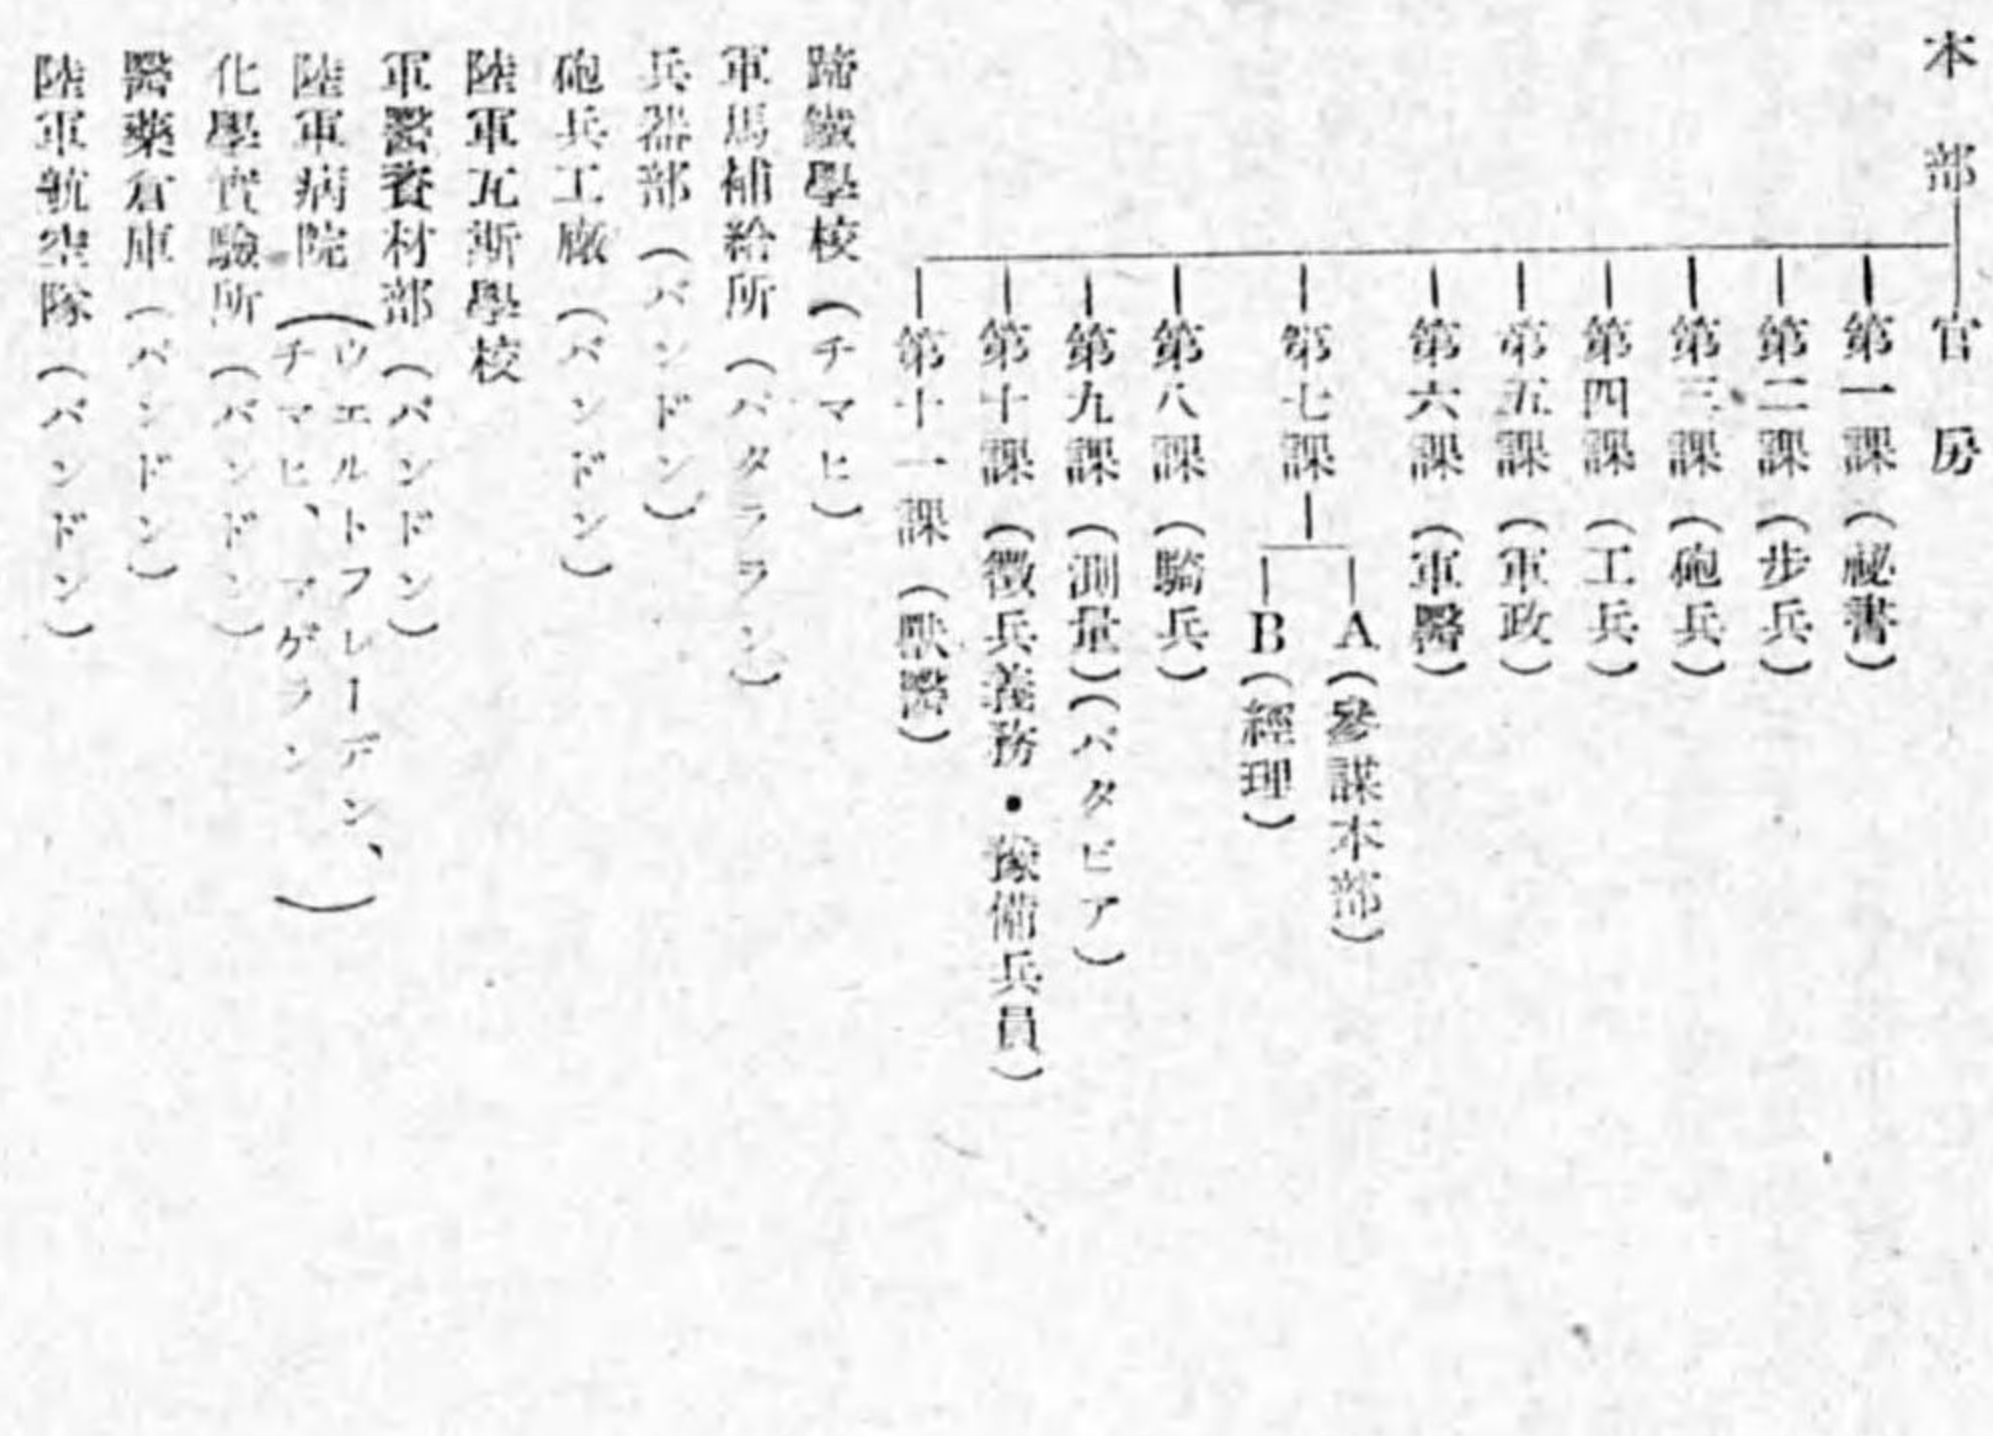 本部
官房
第一課（祕書）
第二課（步兵）
第三課（砲兵）
第四課（工兵）
第五課（軍政）
第六課（軍醫）
第七課
A（參謀本部）
B（經理）
第八課（騎兵）
第九課（測量）（バタビア）
第十課（徵兵義務・豫備兵員）
第十一課（獸醫）
蹄鐵學校（チマヒ）
軍馬補給所（パタララン）
兵器部（バンドン）
砲兵工廠（バンドン）
陸軍瓦斯學校
軍醫資材部（バンドン）
陸軍病院（ウエルトフレーデン、
チマヒ、マゲラン）
化學實驗所（バンドン）
醫藥倉庫（バンドン）
陸軍航空隊（バンドン）